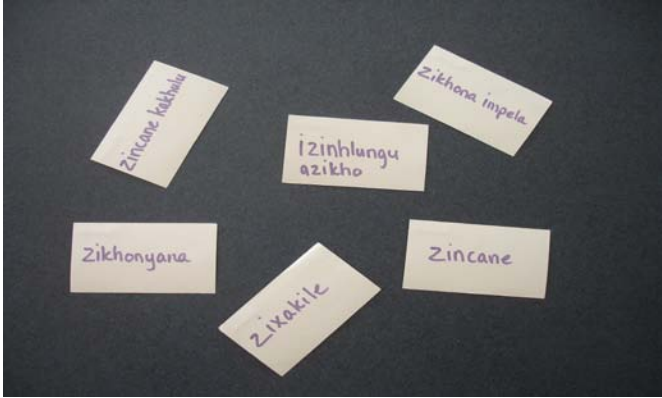 zincane kakhulu
zikhona impela
izinhlungu
azikho
zikhonyana
zincane
zixakile